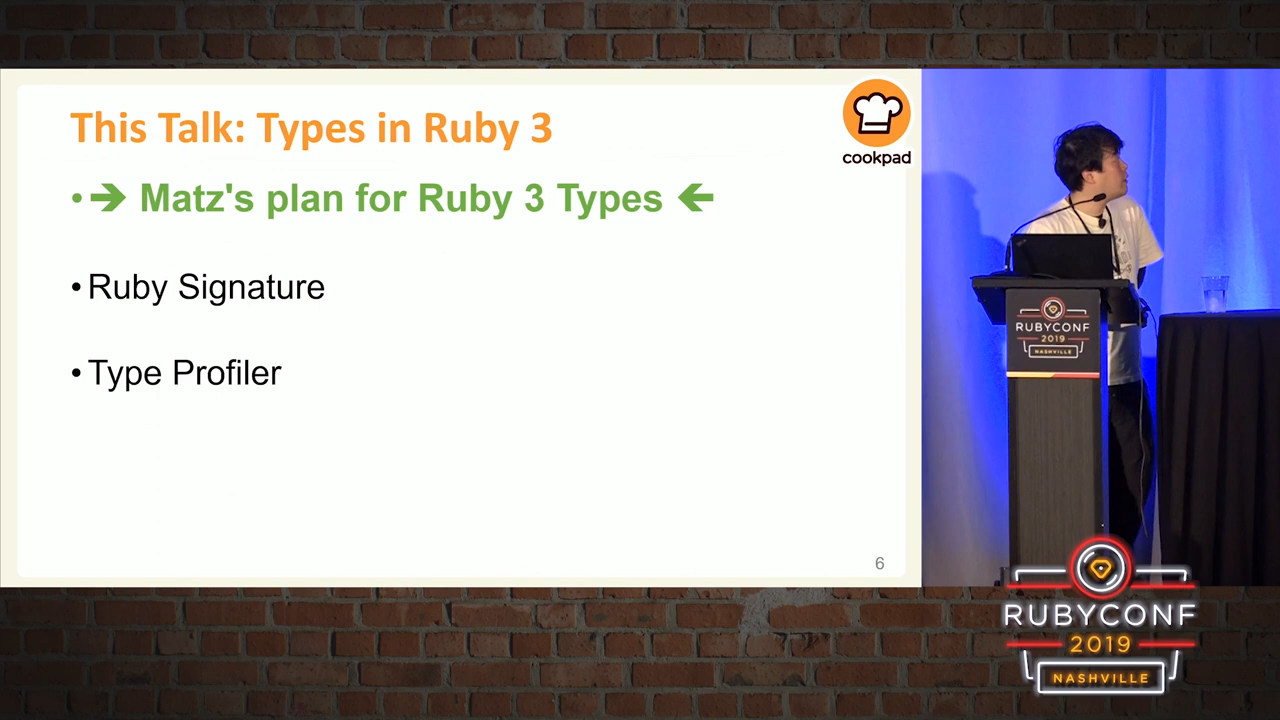 This Talk: Types in Ruby 3
cookpad
•➔ Matz's plan for Ruby 3 Types 🡰
• Ruby Signature
• Type Profiler
6
RUBYCONF
2019
NASHVILLE
RUBYCONF
2019
NASHVILLE